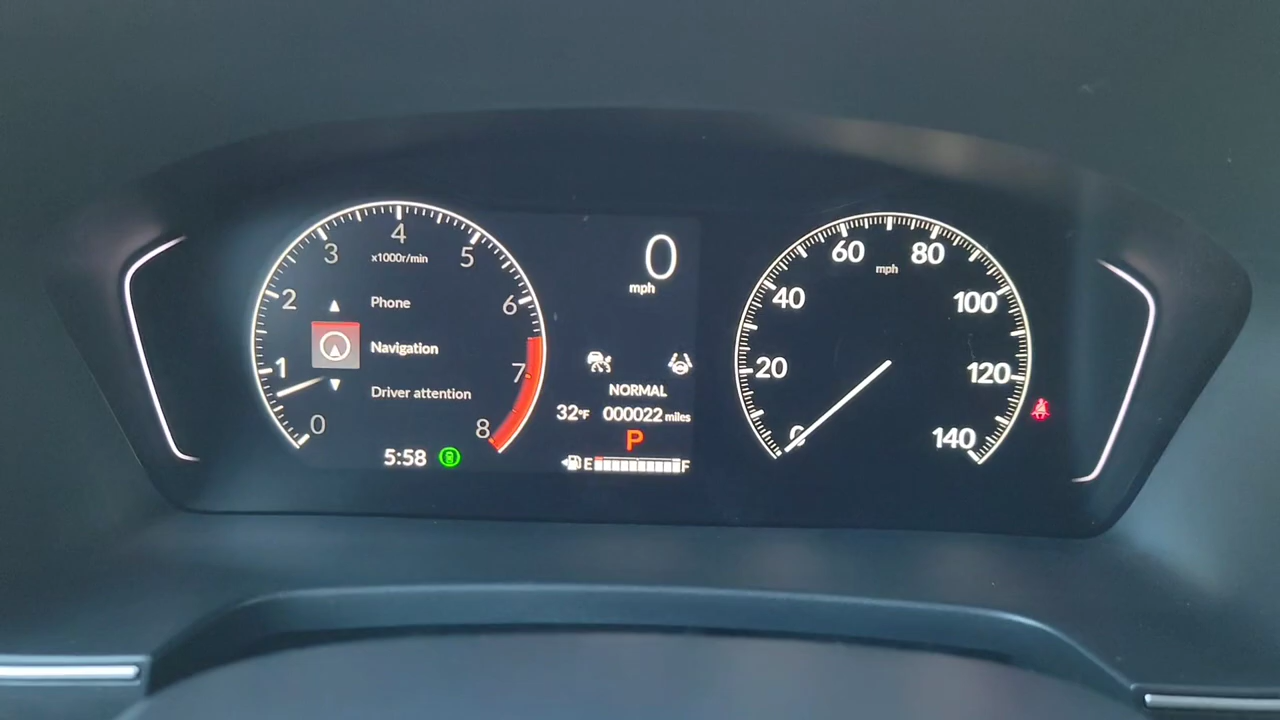 4
3
5
x1000r/min
2
6
Phone
Navigation
1
7
Driver attention
0
8
5:58
0
mph
NORMAL
32°F 000022 miles
P
E F
60 80
mph
40 100
20 120
0 140